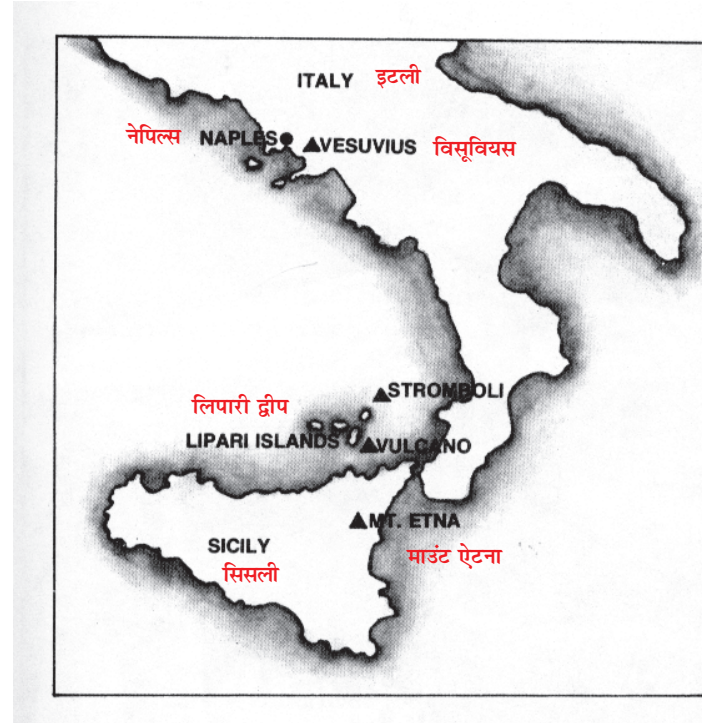 ITALY इटली
नेपिल्स NAPLES VESUVIUS विसूवियस
STROMBOLI
लिपारी द्वीप
LIPARI ISLANDS VULCANO
MT. ETNA
SICILY
माउंट ऐटना
सिसली